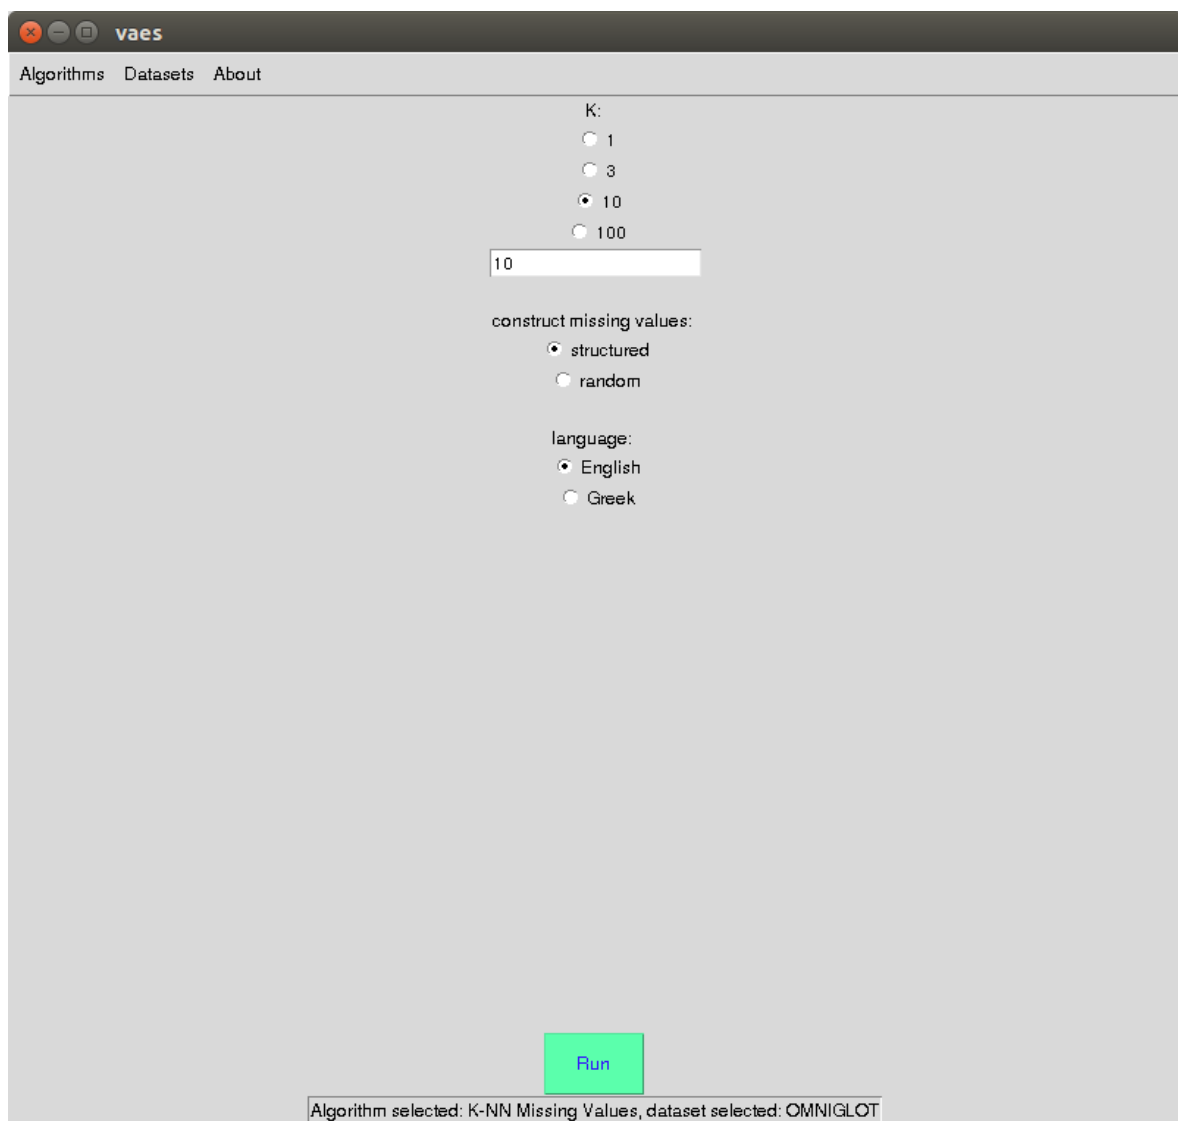 vaes
Algorithms Datasets About
K:
1
3
10
100
10
construct missing values:
structured
random
language:
English
Greek
Run
Algorithm selected: K-NN Missing Values, dataset selected: OMNIGLOT